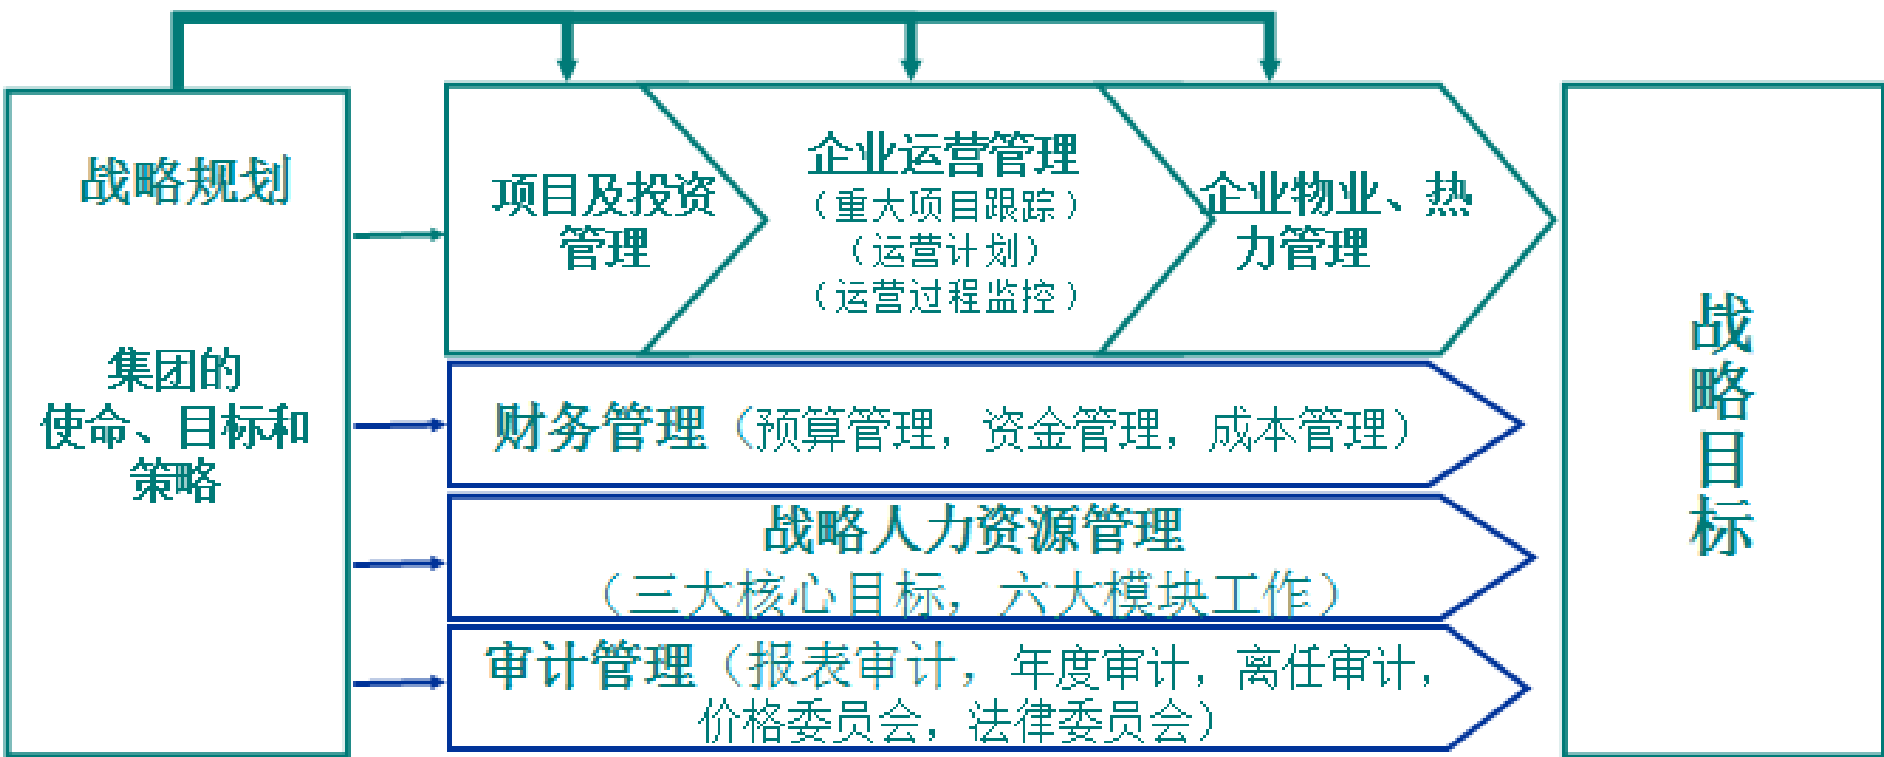 战略规划
集团的
使命、目标和
策略
项目及投资
管理
企业运营管理
（重大项目跟踪）
（运营计划）
（运营过程监控）
企业物业、热
力管理
财务管理（预算管理，资金管理，成本管理）
战略人力资源管理
（三大核心目标，六大模块工作）
审计管理（报表审计，年度审计，离任审计，
价格委员会，法律委员会）
战
略
目
标